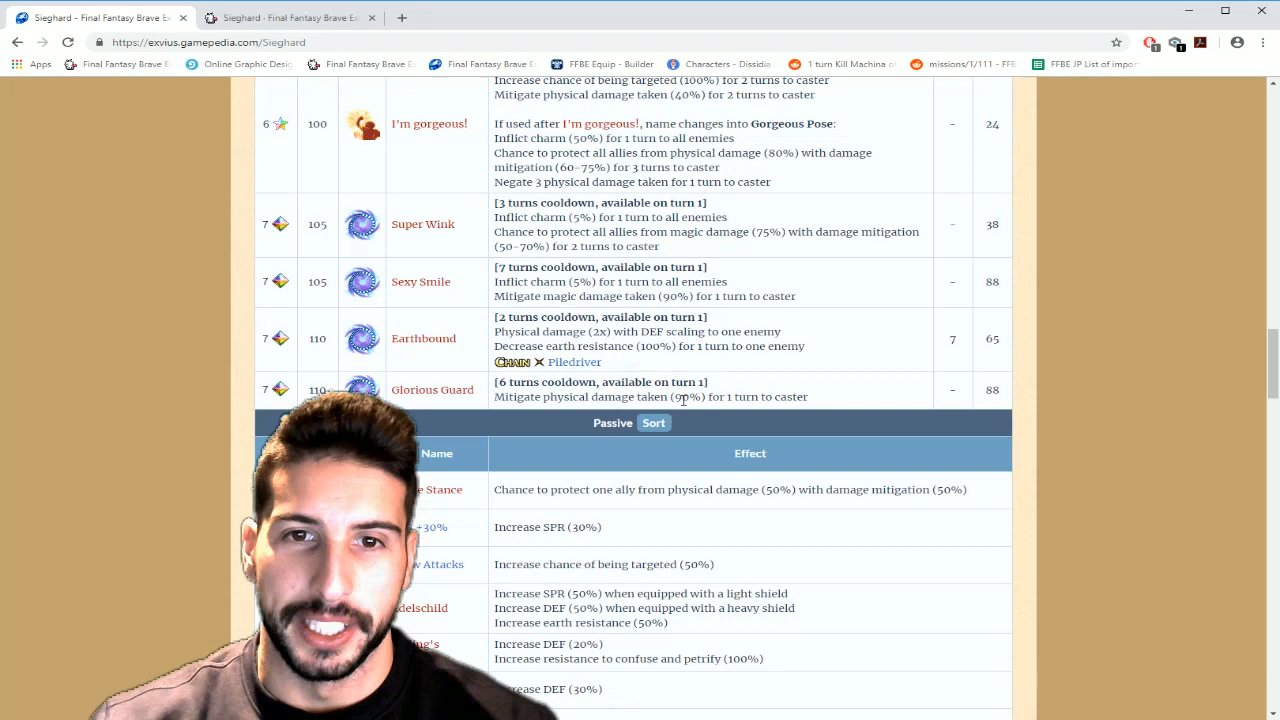 Sieghard - Final Fantasy Brave Ex
Sieghard - Final Fantasy Brave Ex
https://exvius.gamepedia.com/Sieghard
Apps
Final Fantasy Brave E
Online Graphic Desig
Final Fantasy Brave E
Final Fantasy Brave E
FFBE Equip - Builder
Characters - Dissidia
1 turn Kill Machina o
missions/1/111 - FFB
FFBE JP List of impor
Increase chance of being targeted (100%) for 2 turns to caster
Mitigate physical damage taken (40%) for 2 turns to caster
6 100 I'm gorgeous! - 24
If used after I'm gorgeous!, name changes into Gorgeous Pose:
Inflict charm (50%) for 1 turn to all enemies
Chance to protect all allies from physical damage (80%) with damage
mitigation (60-75%) for 3 turns to caster
Negate 3 physical damage taken for 1 turn to caster
7 105 Super Wink - 38
[3 turns cooldown, available on turn 1]
Inflict charm (5%) for 1 turn to all enemies
Chance to protect all allies from magic damage (75%) with damage mitigation
(50-70%) for 2 turns to caster
7 105 Sexy Smile - 88
[7 turns cooldown, available on turn 1]
Inflict charm (5%) for 1 turn to all enemies
Mitigate magic damage taken (90%) for 1 turn to caster
7 110 Earthbound 7 65
[2 turns cooldown, available on turn 1]
Physical damage (2x) with DEF scaling to one enemy
Decrease earth resistance (100%) for 1 turn to one enemy
CHAIN Piledriver
7 110 Glorious Guard - 88
[6 turns cooldown, available on turn 1]
Mitigate physical damage taken (90%) for 1 turn to caster
Passive Sort
Name Effect
e Stance Chance to protect one ally from physical damage (50%) with damage mitigation (50%)
+30% Increase SPR (30%)
w Attacks Increase chance of being targeted (50%)
Increase SPR (50%) when equipped with a light shield
delschild Increase DEF (50%) when equipped with a heavy shield
Increase earth resistance (50%)
ng's Increase DEF (20%)
Increase resistance to confuse and petrify (100%)
crease DEF (30%)